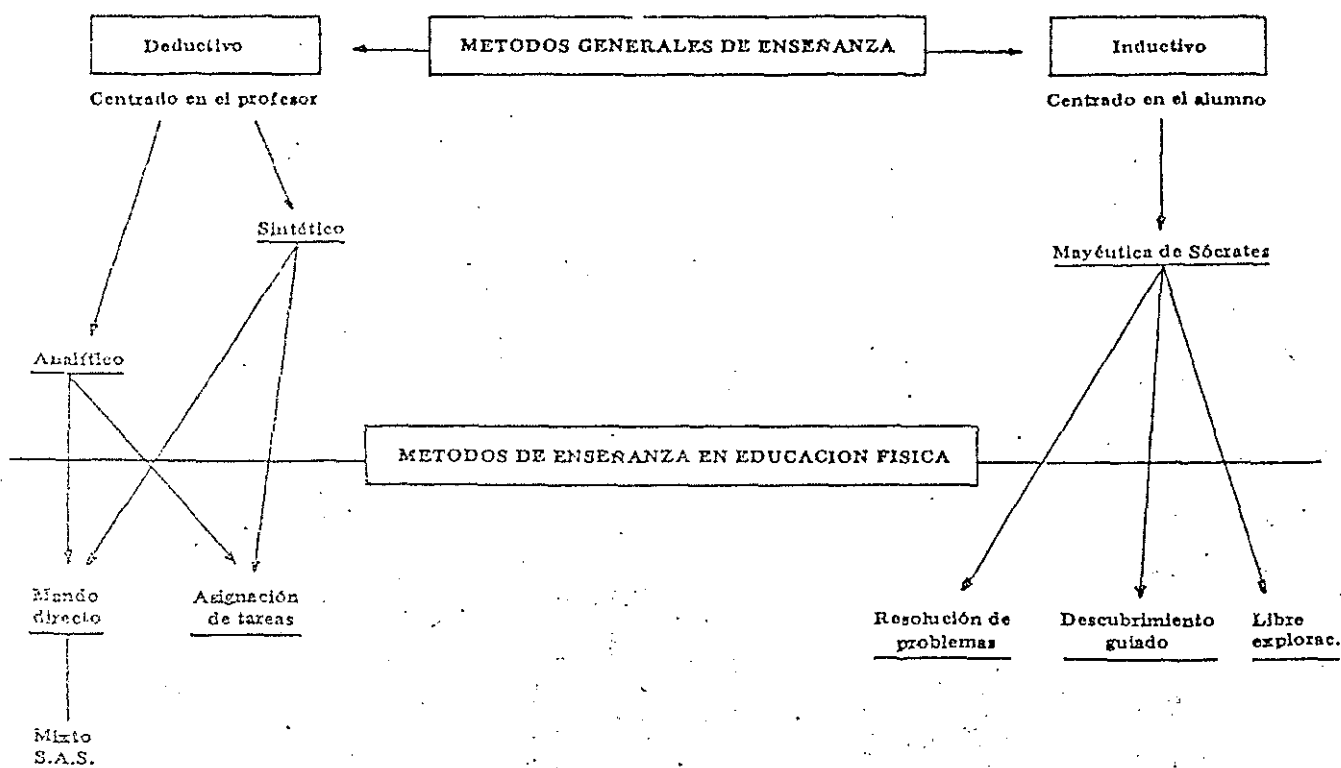 Deductivo
METODOS GENERALES DE ENSEÑANZA
Inductivo
Centrado en el profesor
Centrado en el alumno
Sintético
Mayéutica de Sócrates
Analítico
METODOS DE ENSEÑANZA EN EDUCACION FISICA
Mando
directo
Asignación
de tareas
Resolución de
problemas
Descubrimiento
guiado
Libre
explorac.
Mixto
S.A.S.